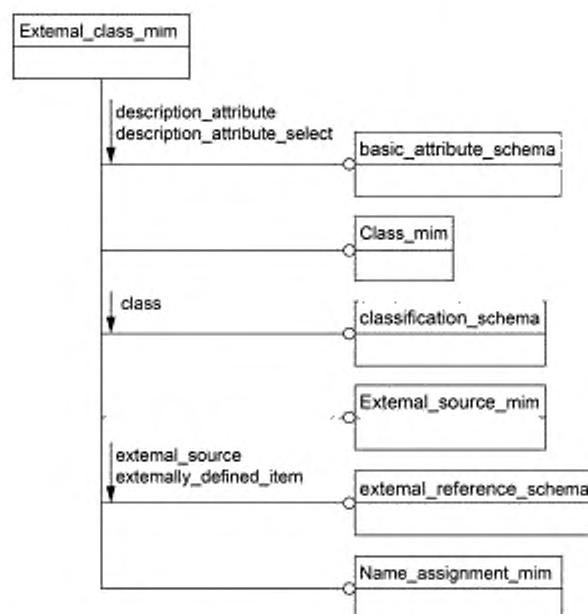 External_class_mim
description_attribute
description_attribute_select
basic_attribute_schema
Class_mim
class
classification_schema
External_source_mim
external_source
externally_defined_item
external_reference_schema
Name_assignment_mim